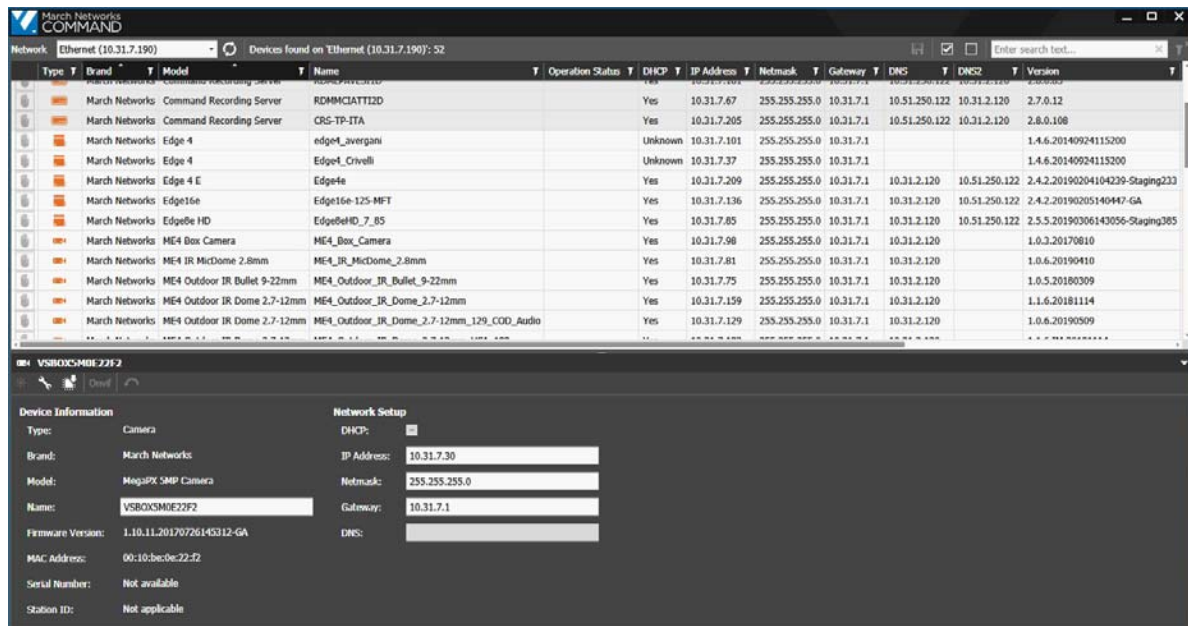 March Networks
COMMAND
Network Ethernet (10.31.7.190) Devices found on 'Ethernet (10.31.7.190)': 52 Enter search text...
Type Brand Model Name Operation Status DHCP IP Address Netmask Gateway DNS DNS2 Version
March Networks Command Recording Server RDMMCIATTI2D Yes 10.31.7.67 255.255.255.0 10.31.7.1 10.51.250.122 10.31.2.120 2.7.0.12
March Networks Command Recording Server CRS-TP-ITA Yes 10.31.7.205 255.255.255.0 10.31.7.1 10.51.250.122 10.31.2.120 2.8.0.108
March Networks Edge 4 edge4_avergani Unknown 10.31.7.101 255.255.255.0 10.31.7.1 1.4.6.20140924115200
March Networks Edge 4 Edge4_Crivelli Unknown 10.31.7.37 255.255.255.0 10.31.7.1 1.4.6.20140924115200
March Networks Edge 4 E Edge4e Yes 10.31.7.209 255.255.255.0 10.31.7.1 10.31.2.120 10.51.250.122 2.4.2.20190204104239-Staging233
March Networks Edge16e Edge16e-125-MFT Yes 10.31.7.136 255.255.255.0 10.31.7.1 10.31.2.120 10.51.250.122 2.4.2.20190205140447-GA
March Networks Edge8e HD Edge8eHD_7_85 Yes 10.31.7.85 255.255.255.0 10.31.7.1 10.31.2.120 10.51.250.122 2.5.5.20190306143056-Staging385
March Networks ME4 Box Camera ME4_Box_Camera Yes 10.31.7.98 255.255.255.0 10.31.7.1 10.31.2.120 1.0.3.20170810
March Networks ME4 IR MicDome 2.8mm ME4_IR_MicDome_2.8mm Yes 10.31.7.81 255.255.255.0 10.31.7.1 10.31.2.120 1.0.6.20190410
March Networks ME4 Outdoor IR Bullet 9-22mm ME4_Outdoor_IR_Bullet_9-22mm Yes 10.31.7.75 255.255.255.0 10.31.7.1 10.31.2.120 1.0.5.20180309
March Networks ME4 Outdoor IR Dome 2.7-12mm ME4_Outdoor_IR_Dome_2.7-12mm Yes 10.31.7.159 255.255.255.0 10.31.7.1 10.31.2.120 1.1.6.20181114
March Networks ME4 Outdoor IR Dome 2.7-12mm ME4_Outdoor_IR_Dome_2.7-12mm_129_COD_Audio Yes 10.31.7.129 255.255.255.0 10.31.7.1 10.31.2.120 1.0.6.20190509
VSBOX5M0E22F2
Onvif
Device Information Network Setup
Type: Camera DHCP:
Brand: March Networks IP Address: 10.31.7.30
Model: MegaPX 5MP Camera Netmask: 255.255.255.0
Name: VSBOX5M0E22F2 Gateway: 10.31.7.1
Firmware Version: 1.10.11.20170726145312-GA DNS:
MAC Address: 00:10:be:0e:22:f2
Serial Number: Not available
Station ID: Not applicable